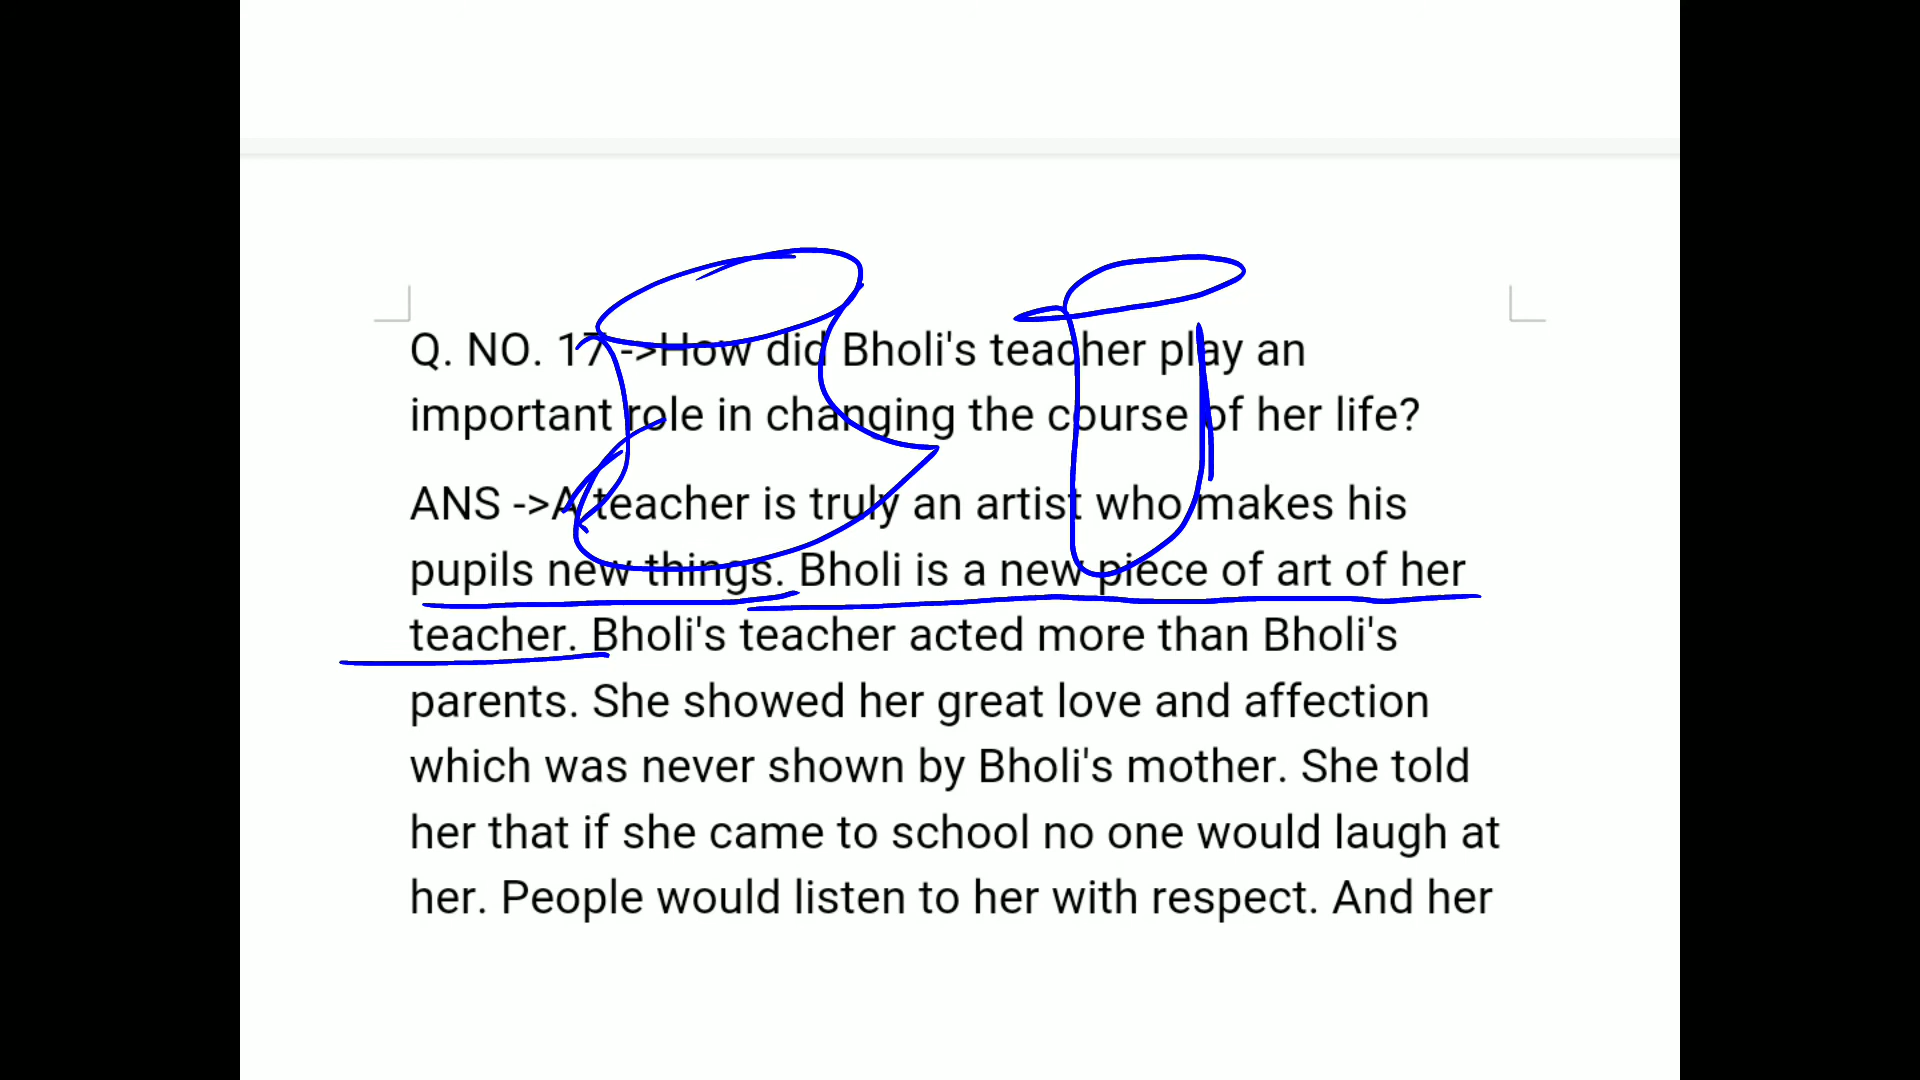 Q. NO. 17 ->How did Bholi's teacher play an
important role in changing the course of her life?
ANS ->A teacher is truly an artist who makes his
pupils new things. Bholi is a new piece of art of her
teacher. Bholi's teacher acted more than Bholi's
parents. She showed her great love and affection
which was never shown by Bholi's mother. She told
her that if she came to school no one would laugh at
her. People would listen to her with respect. And her